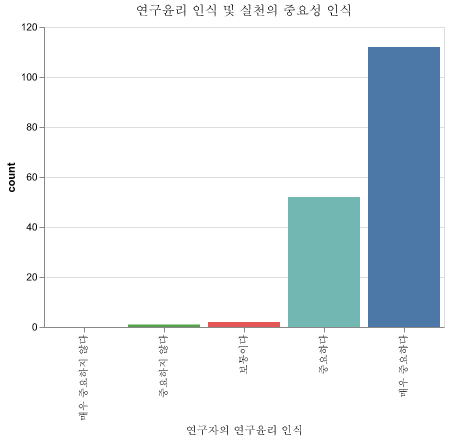 연구윤리 인식 및 실천의 중요성 인식
120
100
80
60
40
20
0
count
매우 중요하지 않다
중요하지 않다
보통이다
중요하다
매우 중요하다
연구자의 연구윤리 인식